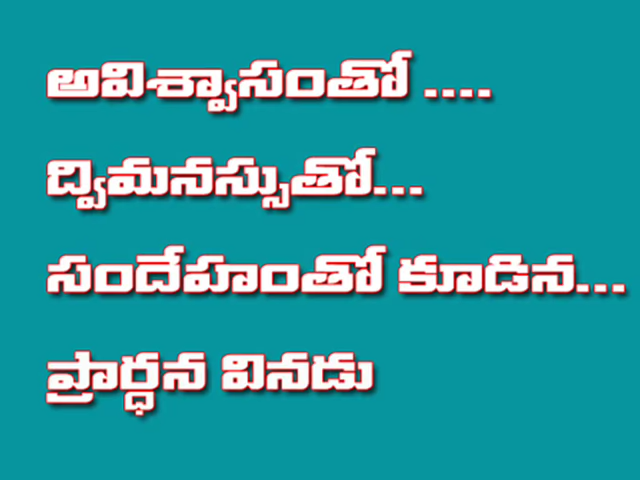 అవిశ్వాసంతో ....
ద్విమనస్సుతో...
సందేహంతో కూడిన...
ప్రార్ధన వినడు